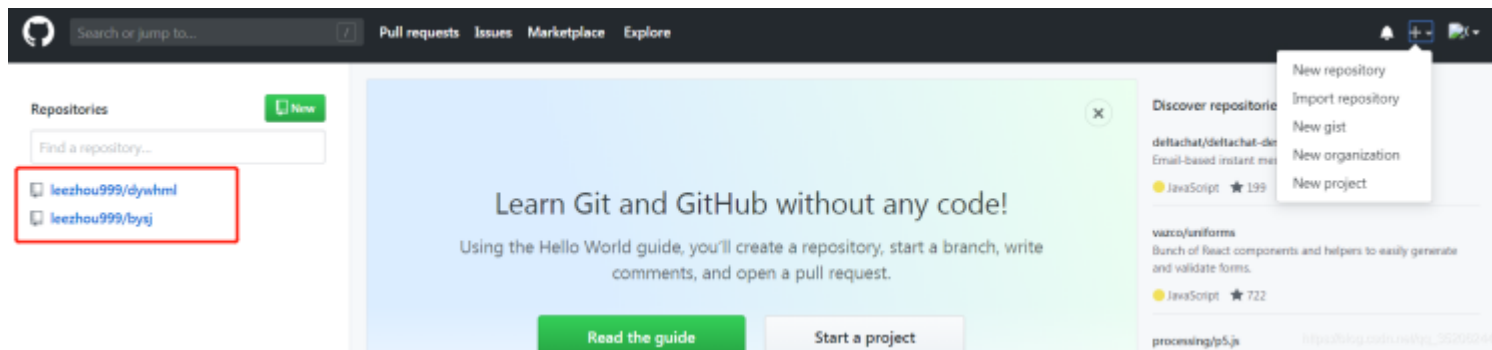 Search or jump to...
/
Pull requests Issues Marketplace Explore
New repository
Import repository
New gist
New organization
New project
Repositories
New
Find a repository...
leezhou999/dywhml
leezhou999/bysj
Learn Git and GitHub without any code!
Using the Hello World guide, you'll create a repository, start a branch, write
comments, and open a pull request.
Read the guide
Start a project
Discover repositorie
deltachat/deltachat-de
Email-based instant me
JavaScript 199
vazco/uniforms
Bunch of React components and helpers to easily generate
and validate forms.
JavaScript 722
processing/p5.js